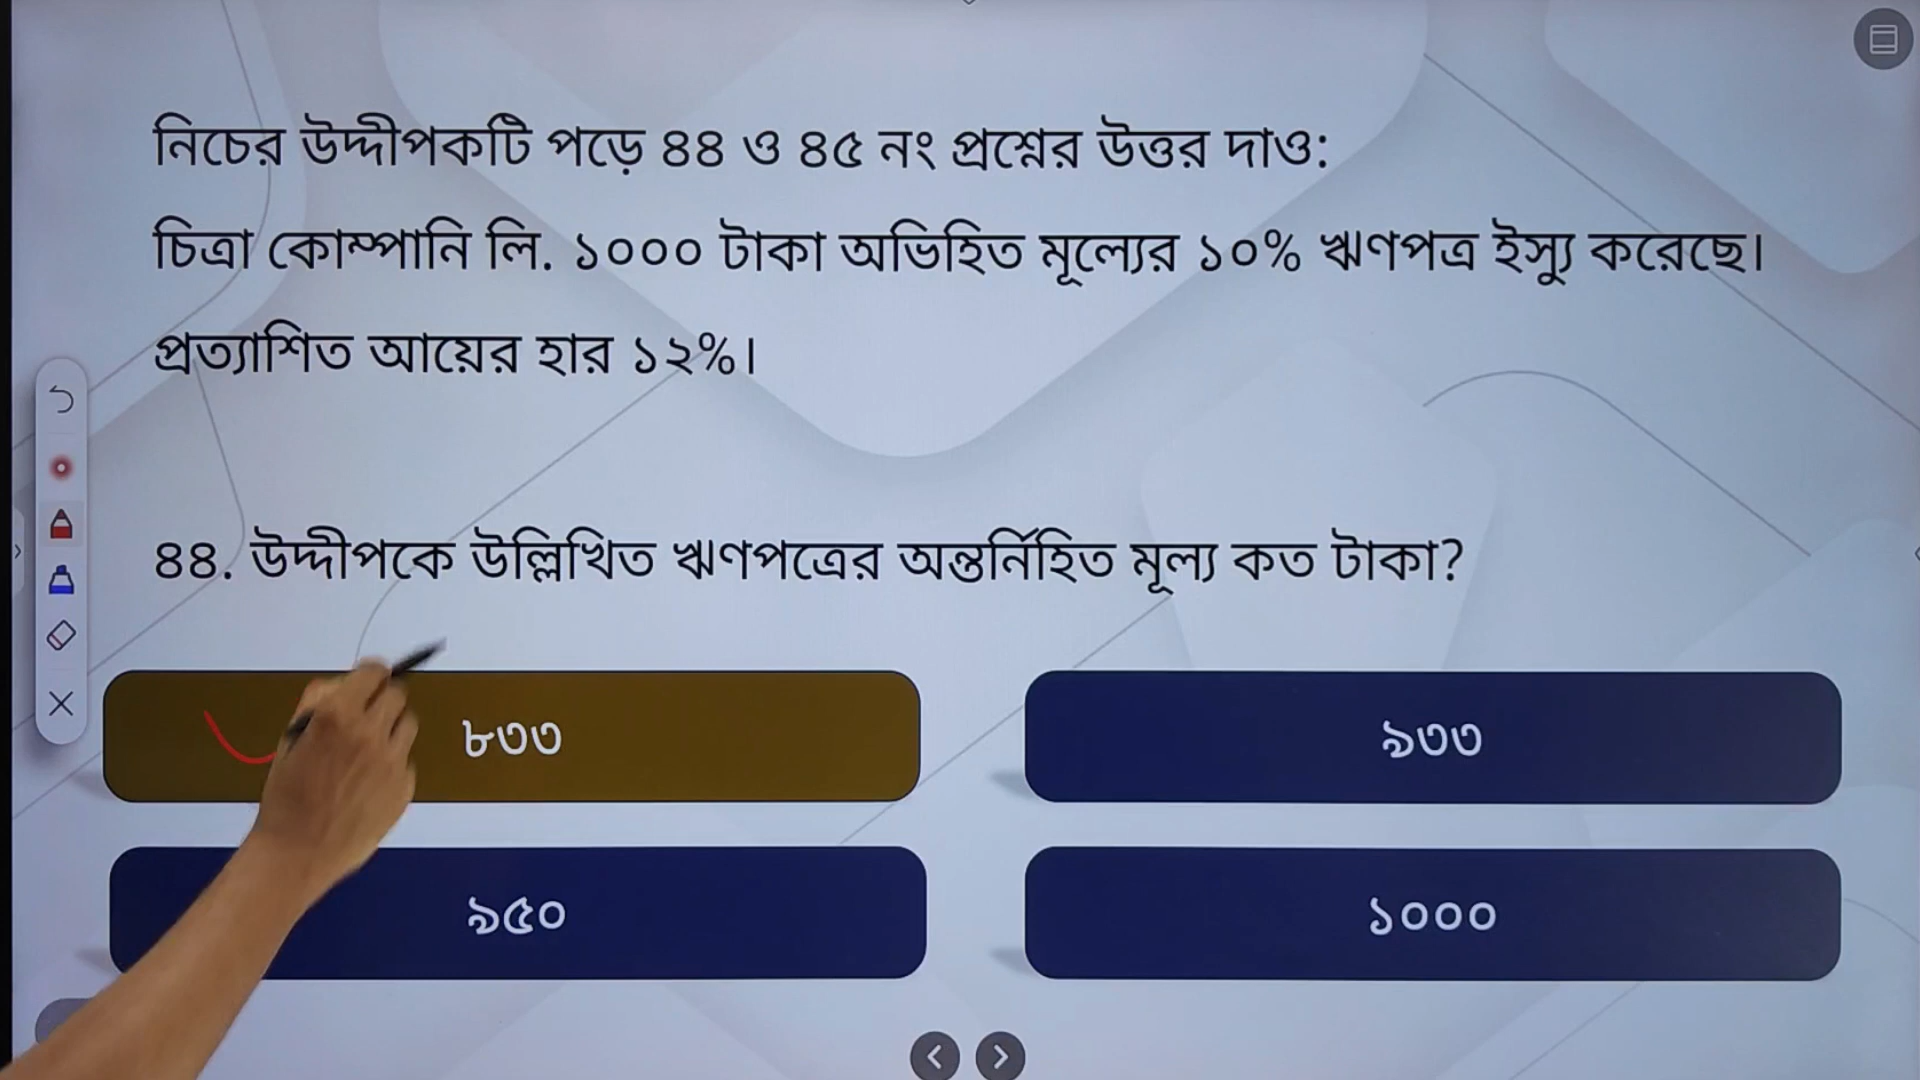 নিচের উদ্দীপকটি পড়ে ৪৪ ও ৪৫ নং প্রশ্নের উত্তর দাও:
চিত্রা কোম্পানি লি. ১০০০ টাকা অভিহিত মূল্যের ১০% ঋণপত্র ইস্যু করেছে।
প্রত্যাশিত আয়ের হার ১২%।
৪৪. উদ্দীপকে উল্লিখিত ঋণপত্রের অন্তর্নিহিত মূল্য কত টাকা?
৮৩৩
৯৩৩
৯৫০
১০০০